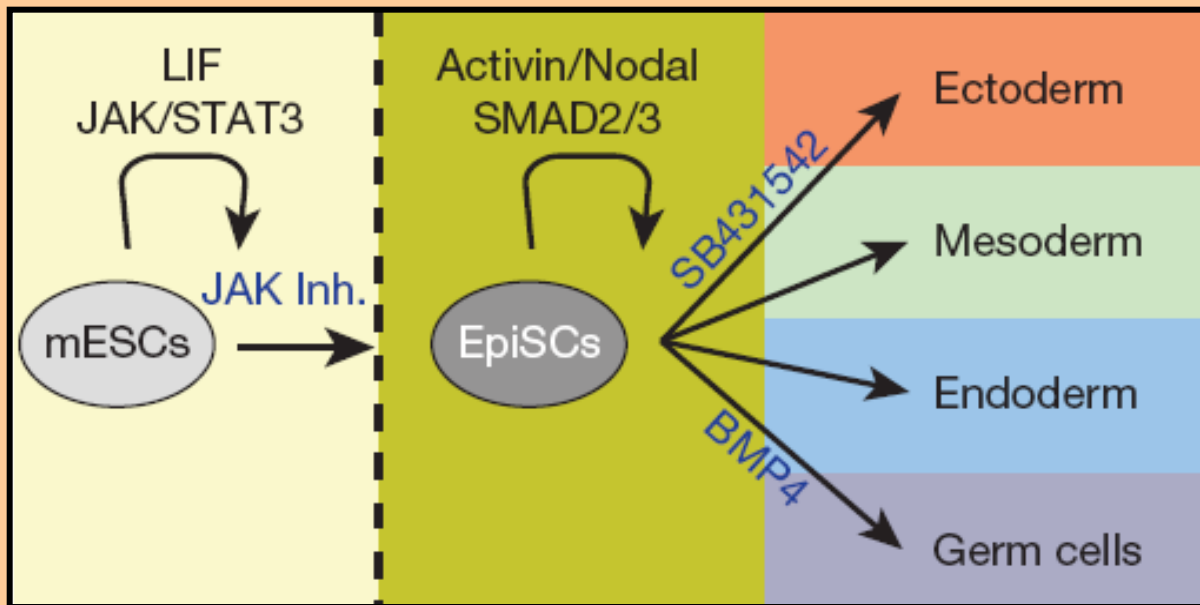 LIF
JAK/STAT3
JAK Inh.
mESCs
Activin/Nodal
SMAD2/3
EpiSCs
SB431542
BMP4
Ectoderm
Mesoderm
Endoderm
Germ cells